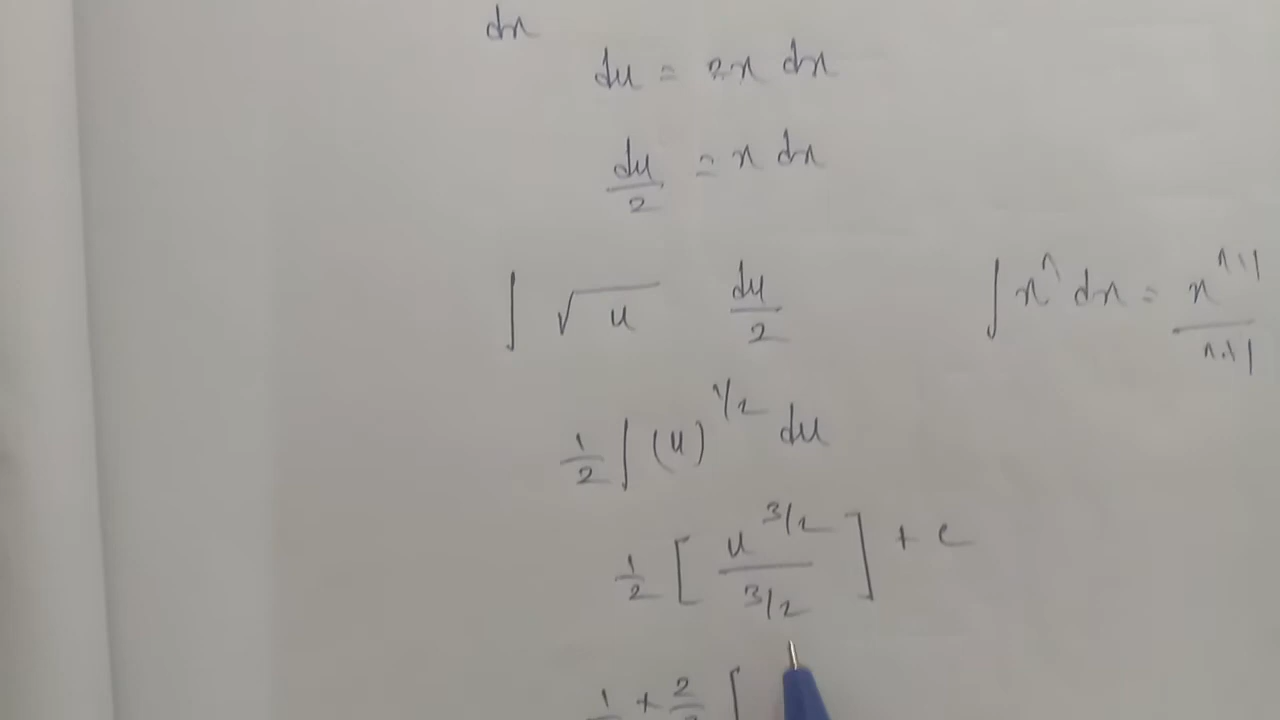 dx
du = 2x dx
du/2 = x dx
∫ √u du/2
∫ xⁿ dx = x^(n+1)/(n+1)
1/2 ∫ (u)^(1/2) du
1/2 [ u^(3/2) / (3/2) ] + c